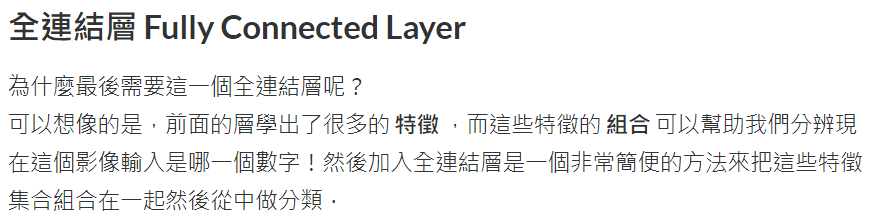 全連結層 Fully Connected Layer
為什麼最後需要這一個全連結層呢？
可以想像的是，前面的層學出了很多的 特徵 ，而這些特徵的 組合 可以幫助我們分辨現
在這個影像輸入是哪一個數字！然後加入全連結層是一個非常簡便的方法來把這些特徵
集合組合在一起然後從中做分類．